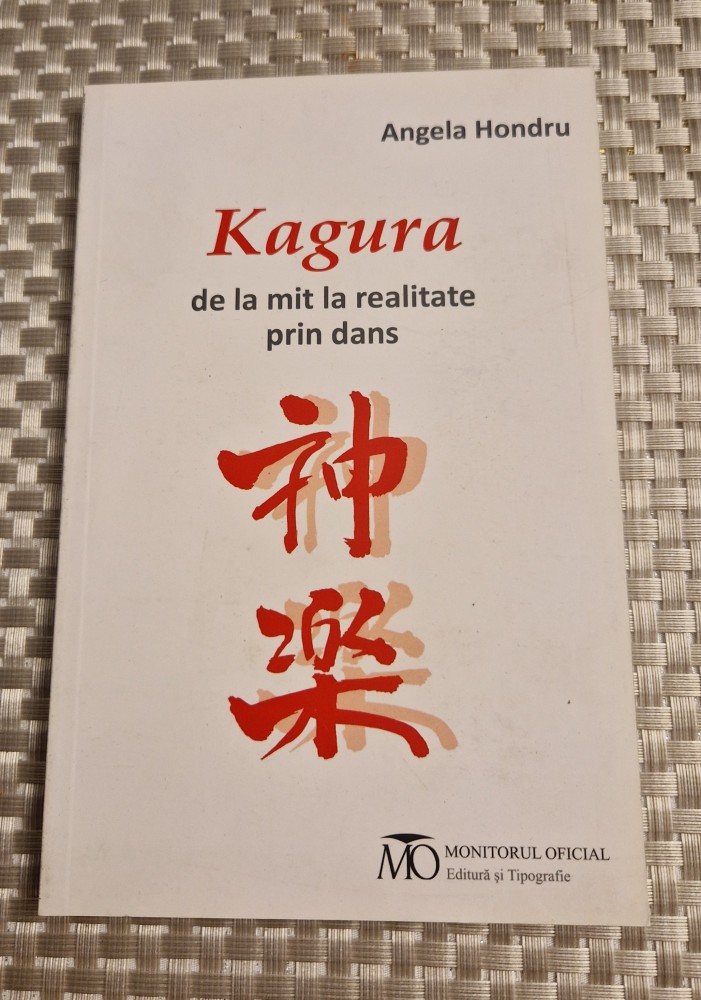 Angela Hondru
Kagura
de la mit la realitate
prin dans
神
楽
MO MONITORUL OFICIAL
Editură și Tipografie